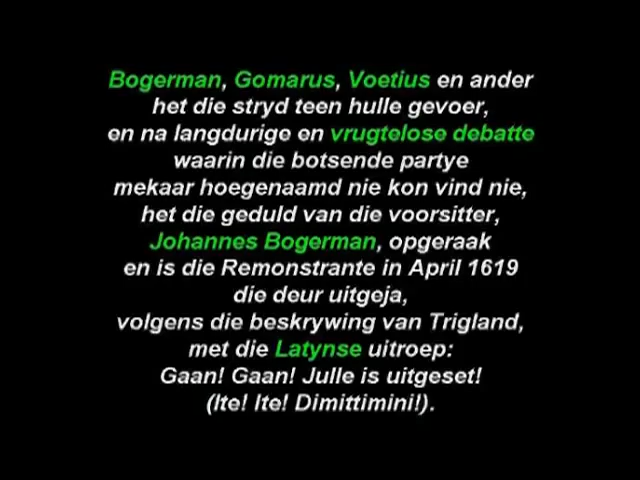 Bogerman, Gomarus, Voetius en ander
het die stryd teen hulle gevoer,
en na langdurige en vrugtelose debatte
waarin die botsende partye
mekaar hoegenaamd nie kon vind nie,
het die geduld van die voorsitter,
Johannes Bogerman, opgeraak
en is die Remonstrante in April 1619
die deur uitgeja,
volgens die beskrywing van Trigland,
met die Latynse uitroep:
Gaan! Gaan! Julle is uitgeset!
(Ite! Ite! Dimittimini!).